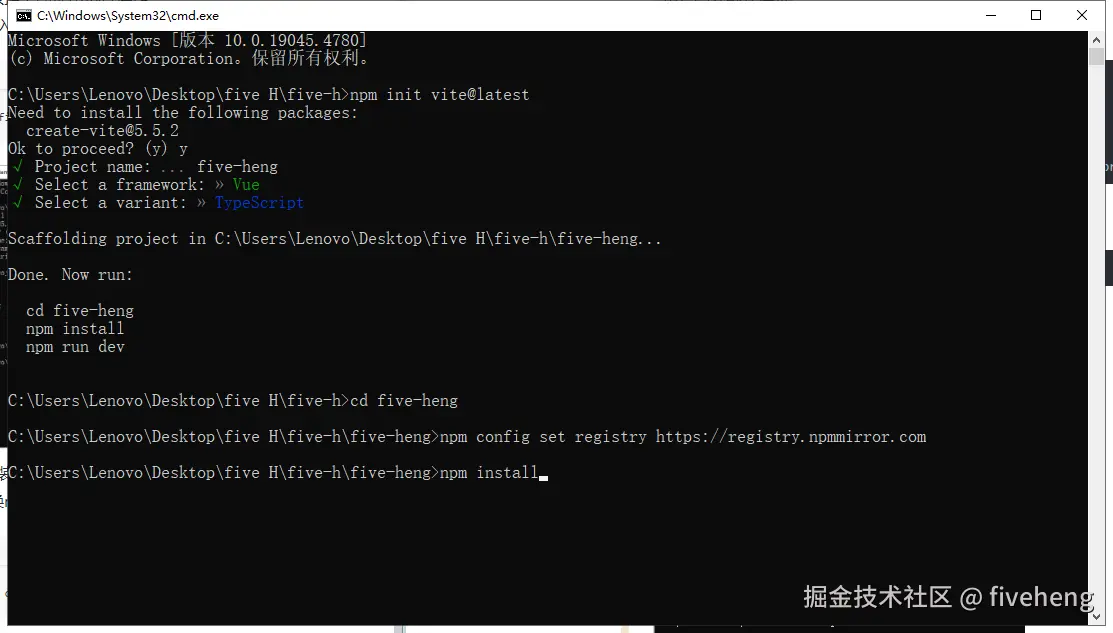 C:\Windows\System32\cmd.exe
Microsoft Windows [版本 10.0.19045.4780]
(c) Microsoft Corporation。保留所有权利。
C:\Users\Lenovo\Desktop\five H\five-h>npm init vite@latest
Need to install the following packages:
create-vite@5.5.2
Ok to proceed? (y) y
√ Project name: ... five-heng
√ Select a framework: » Vue
√ Select a variant: » TypeScript
Scaffolding project in C:\Users\Lenovo\Desktop\five H\five-h\five-heng...
Done. Now run:
cd five-heng
npm install
npm run dev
C:\Users\Lenovo\Desktop\five H\five-h>cd five-heng
C:\Users\Lenovo\Desktop\five H\five-h\five-heng>npm config set registry https://registry.npmmirror.com
C:\Users\Lenovo\Desktop\five H\five-h\five-heng>npm install
掘金技术社区 @ fiveheng